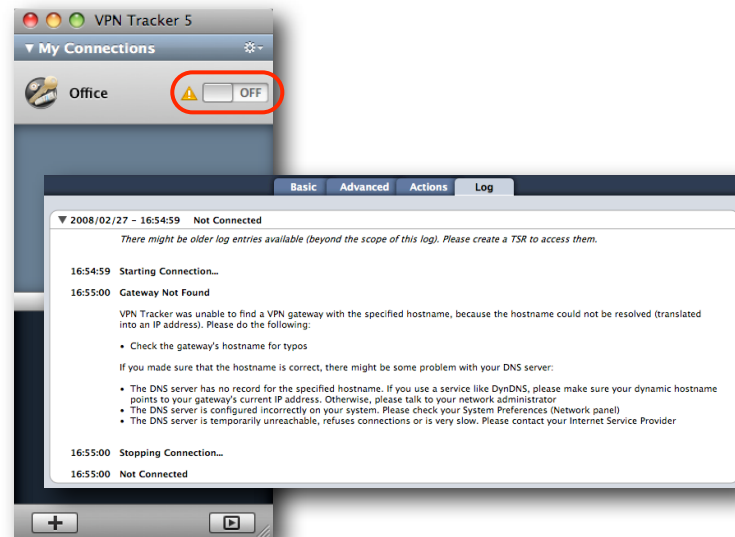 VPN Tracker 5
My Connections
Office
OFF
Basic Advanced Actions Log
2008/02/27 - 16:54:59 Not Connected
There might be older log entries available (beyond the scope of this log). Please create a TSR to access them.
16:54:59 Starting Connection...
16:55:00 Gateway Not Found
VPN Tracker was unable to find a VPN gateway with the specified hostname, because the hostname could not be resolved (translated
into an IP address). Please do the following:
• Check the gateway's hostname for typos
If you made sure that the hostname is correct, there might be some problem with your DNS server:
• The DNS server has no record for the specified hostname. If you use a service like DynDNS, please make sure your dynamic hostname
points to your gateway's current IP address. Otherwise, please talk to your network administrator
• The DNS server is configured incorrectly on your system. Please check your System Preferences (Network panel)
• The DNS server is temporarily unreachable, refuses connections or is very slow. Please contact your Internet Service Provider
16:55:00 Stopping Connection...
16:55:00 Not Connected